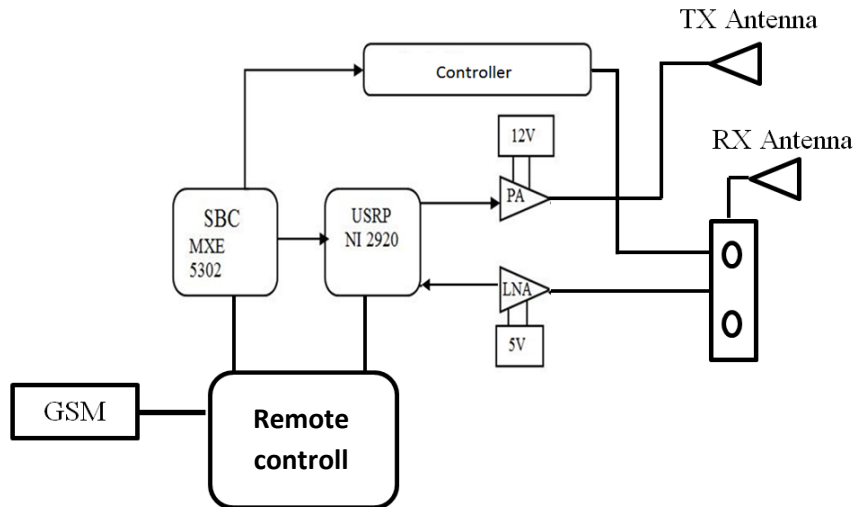 TX Antenna
Controller
RX Antenna
12V
PA
SBC
MXE
5302
USRP
NI 2920
LNA
5V
GSM
Remote
controll